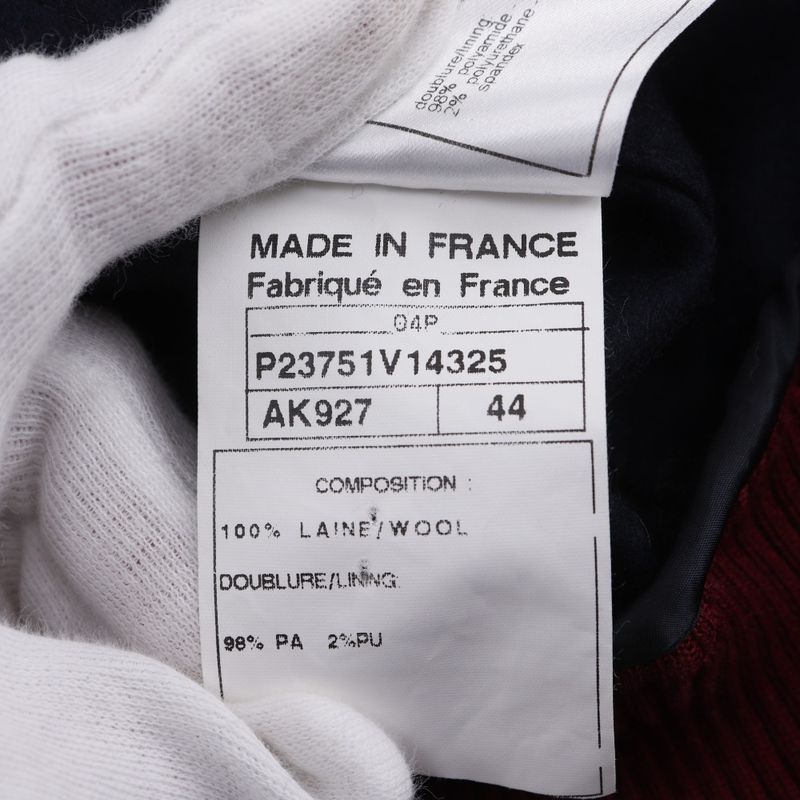 doublure/lining
98% polyamide -
2% polyurethane -
spandex
MADE IN FRANCE
Fabriqué en France
04P
P23751V14325
AK927 44
COMPOSITION :
100% LAINE/WOOL
DOUBLURE/LINING
98% PA 2%PU